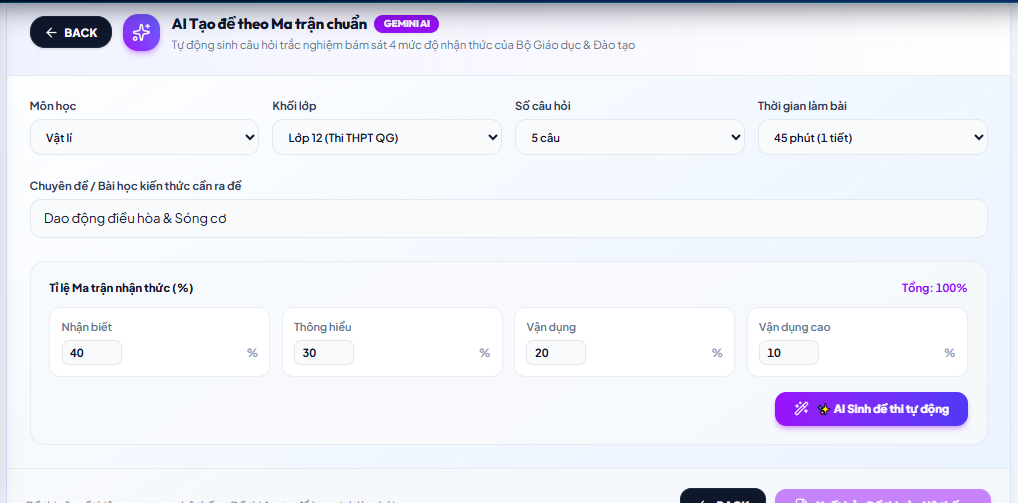 BACK
AI Tạo đề theo Ma trận chuẩn GEMINI AI
Tự động sinh câu hỏi trắc nghiệm bám sát 4 mức độ nhận thức của Bộ Giáo dục & Đào tạo
Môn học Khối lớp Số câu hỏi Thời gian làm bài
Vật lí Lớp 12 (Thi THPT QG) 5 câu 45 phút (1 tiết)
Chuyên đề / Bài học kiến thức cần ra đề
Dao động điều hòa & Sóng cơ
Tỉ lệ Ma trận nhận thức (%) Tổng: 100%
Nhận biết Thông hiểu Vận dụng Vận dụng cao
40 % 30 % 20 % 10 %
AI Sinh đề thi tự động